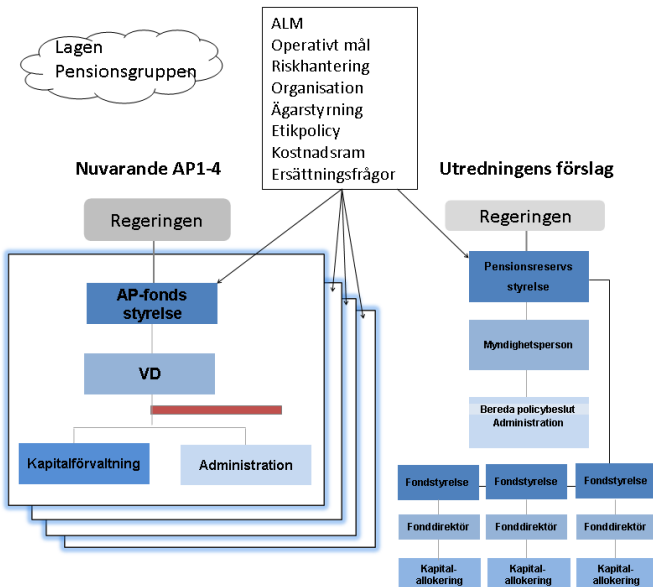 Lagen
Pensionsgruppen
ALM
Operativt mål
Riskhantering
Organisation
Ägarstyrning
Etikpolicy
Kostnadsram
Ersättningsfrågor
Nuvarande AP1-4
Regeringen
AP-fonds
styrelse
VD
Kapitalförvaltning
Administration
Utredningens förslag
Regeringen
Pensionsreservs
styrelse
Myndighetsperson
Bereda policybeslut
Administration
Fondstyrelse
Fondstyrelse
Fondstyrelse
Fonddirektör
Fonddirektör
Fonddirektör
Kapital-
allokering
Kapital-
allokering
Kapital-
allokering